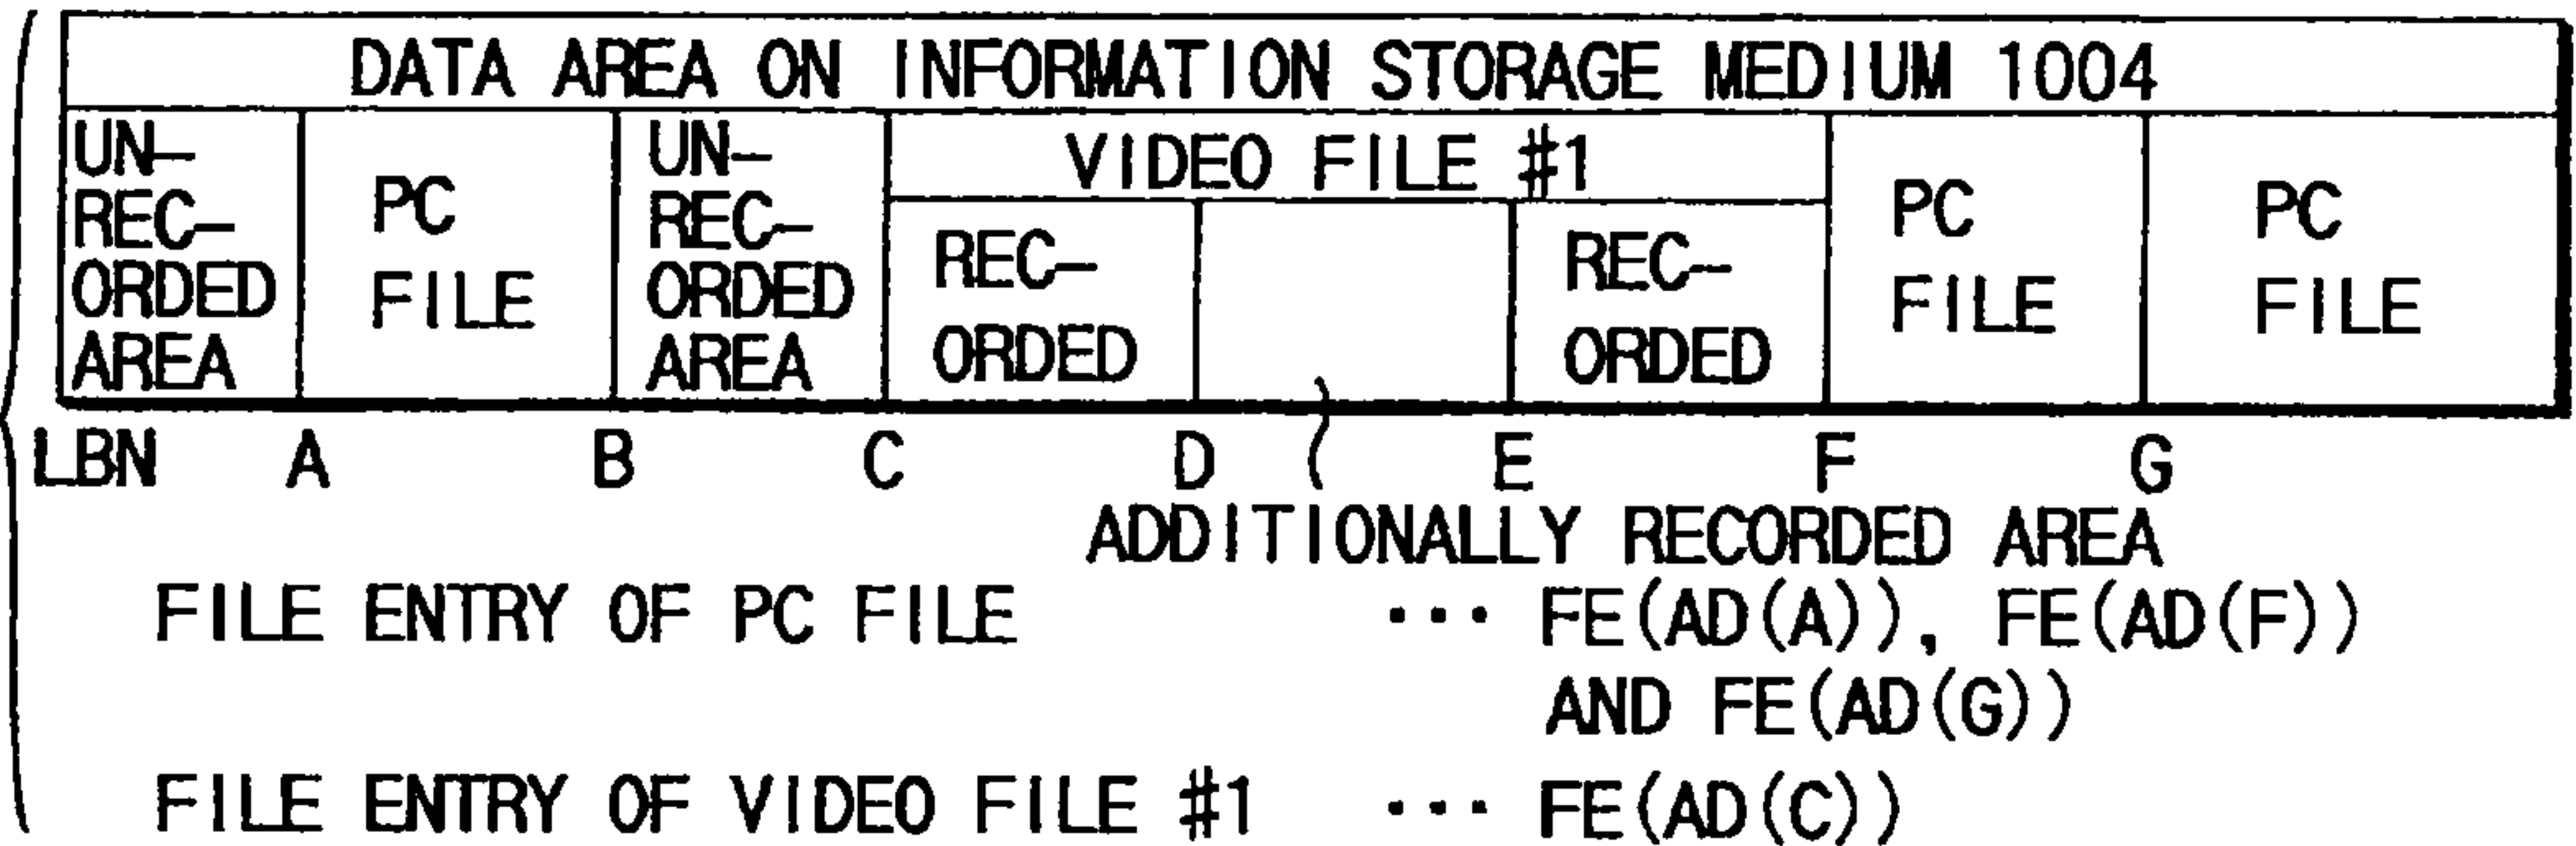 DATA AREA ON INFORMATION STORAGE MEDIUM 1004
UN-
REC-
ORDED
AREA
PC
FILE
UN-
REC-
ORDED
AREA
VIDEO FILE #1
REC-
ORDED
REC-
ORDED
PC
FILE
PC
FILE
LBN A B C D E F G
ADDITIONALLY RECORDED AREA
FILE ENTRY OF PC FILE ··· FE(AD(A)), FE(AD(F))
AND FE(AD(G))
FILE ENTRY OF VIDEO FILE #1 ··· FE(AD(C))